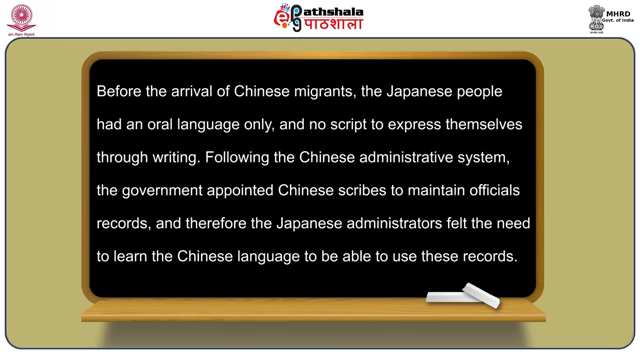 ePathshala
पाठशाला
MHRD
Govt. of India
Before the arrival of Chinese migrants, the Japanese people
had an oral language only, and no script to express themselves
through writing. Following the Chinese administrative system,
the government appointed Chinese scribes to maintain officials
records, and therefore the Japanese administrators felt the need
to learn the Chinese language to be able to use these records.